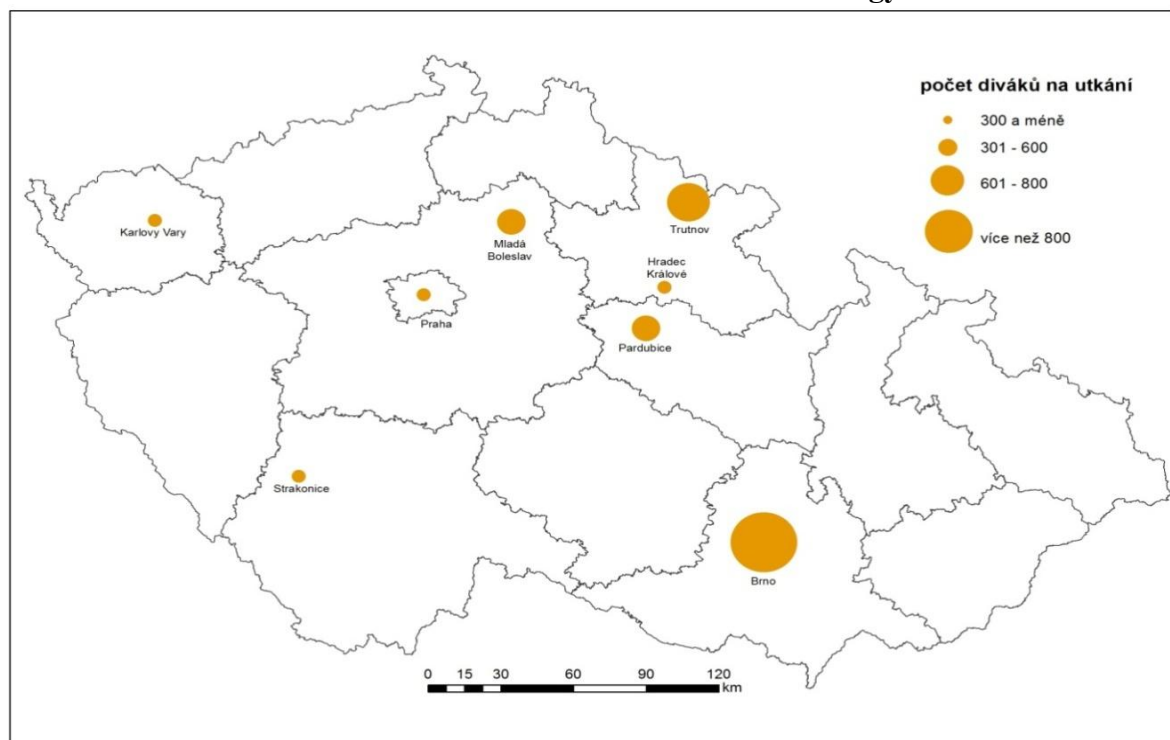 gy
počet diváků na utkání
300 a méně
301 - 600
601 - 800
více než 800
Karlovy Vary
Mladá
Boleslav
Trutnov
Hradec
Králové
Praha
Pardubice
Strakonice
Brno
0 15 30 60 90 120
km